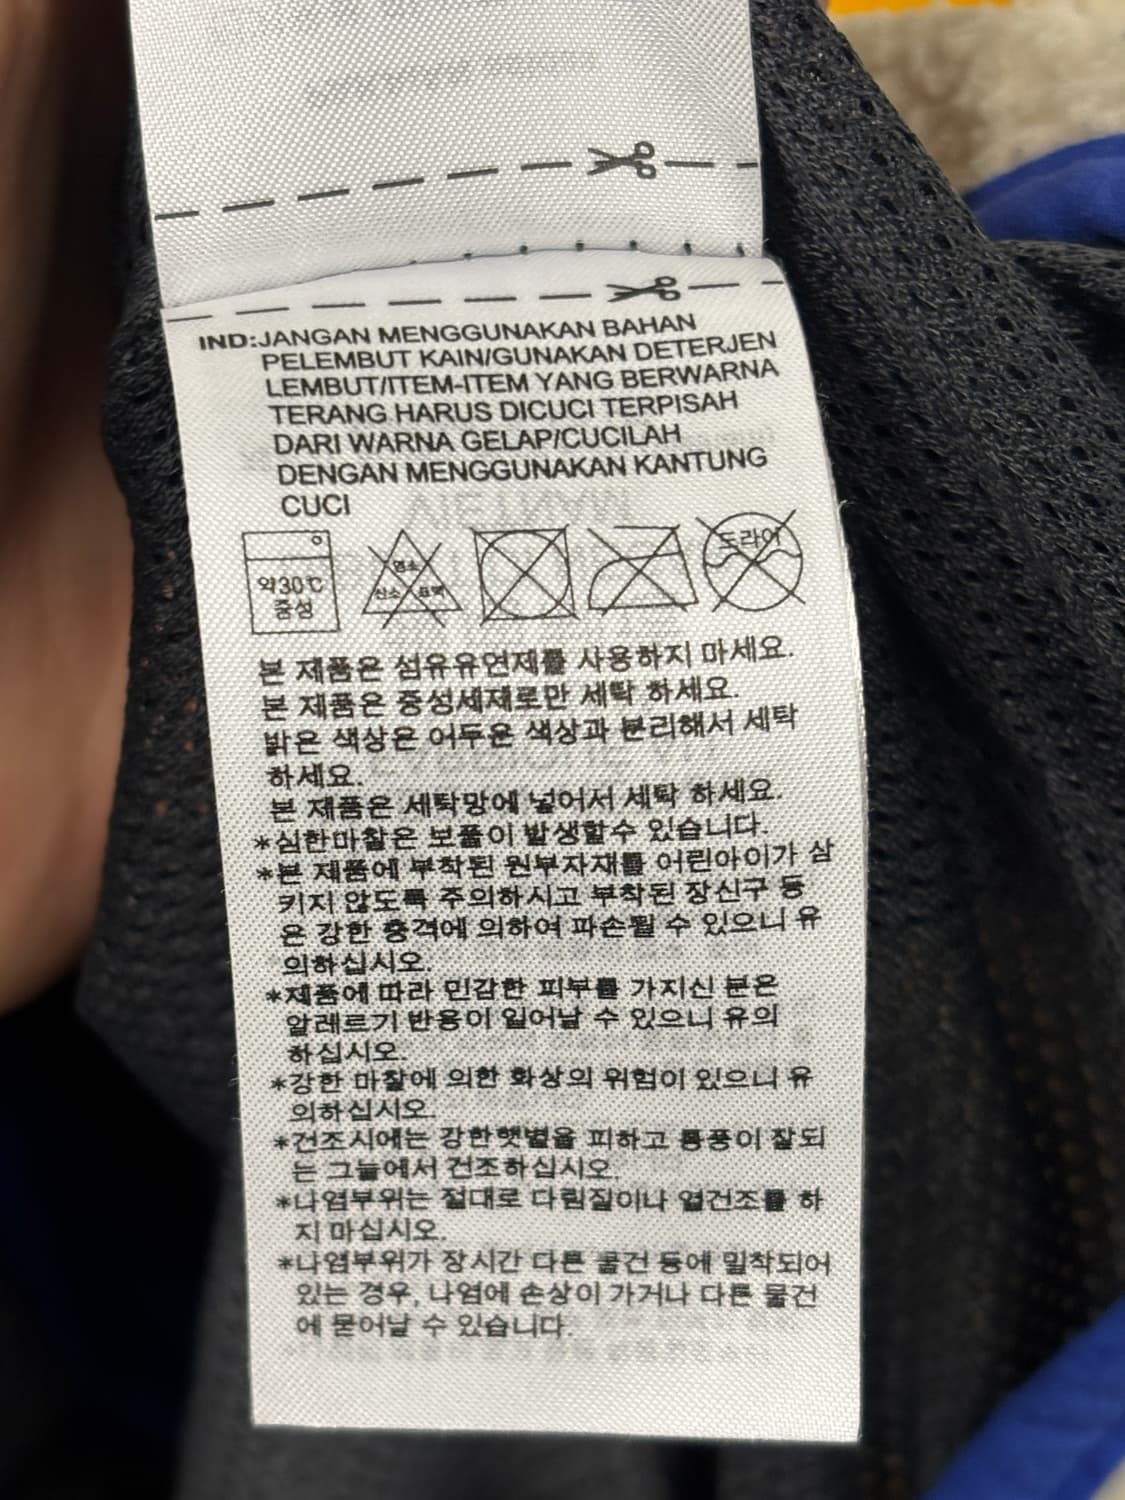 IND:JANGAN MENGGUNAKAN BAHAN
PELEMBUT KAIN/GUNAKAN DETERJEN
LEMBUT/ITEM-ITEM YANG BERWARNA
TERANG HARUS DICUCI TERPISAH
DARI WARNA GELAP/CUCILAH
DENGAN MENGGUNAKAN KANTUNG
CUCI
약30℃
중성
염소
산소 표백
드라이
본 제품은 섬유유연제를 사용하지 마세요.
본 제품은 중성세제로만 세탁 하세요.
밝은 색상은 어두운 색상과 분리해서 세탁
하세요.
본 제품은 세탁망에 넣어서 세탁 하세요.
*심한마찰은 보풀이 발생할수 있습니다.
*본 제품에 부착된 원부자재를 어린아이가 삼
키지 않도록 주의하시고 부착된 장신구 등
은 강한 충격에 의하여 파손될 수 있으니 유
의하십시오.
*제품에 따라 민감한 피부를 가지신 분은
알레르기 반응이 일어날 수 있으니 유의
하십시오.
*강한 마찰에 의한 화상의 위험이 있으니 유
의하십시오.
*건조시에는 강한햇볕을 피하고 통풍이 잘되
는 그늘에서 건조하십시오.
*나염부위는 절대로 다림질이나 열건조를 하
지 마십시오.
*나염부위가 장시간 다른 물건 등에 밀착되어
있는 경우, 나염에 손상이 가거나 다른 물건
에 묻어날 수 있습니다.